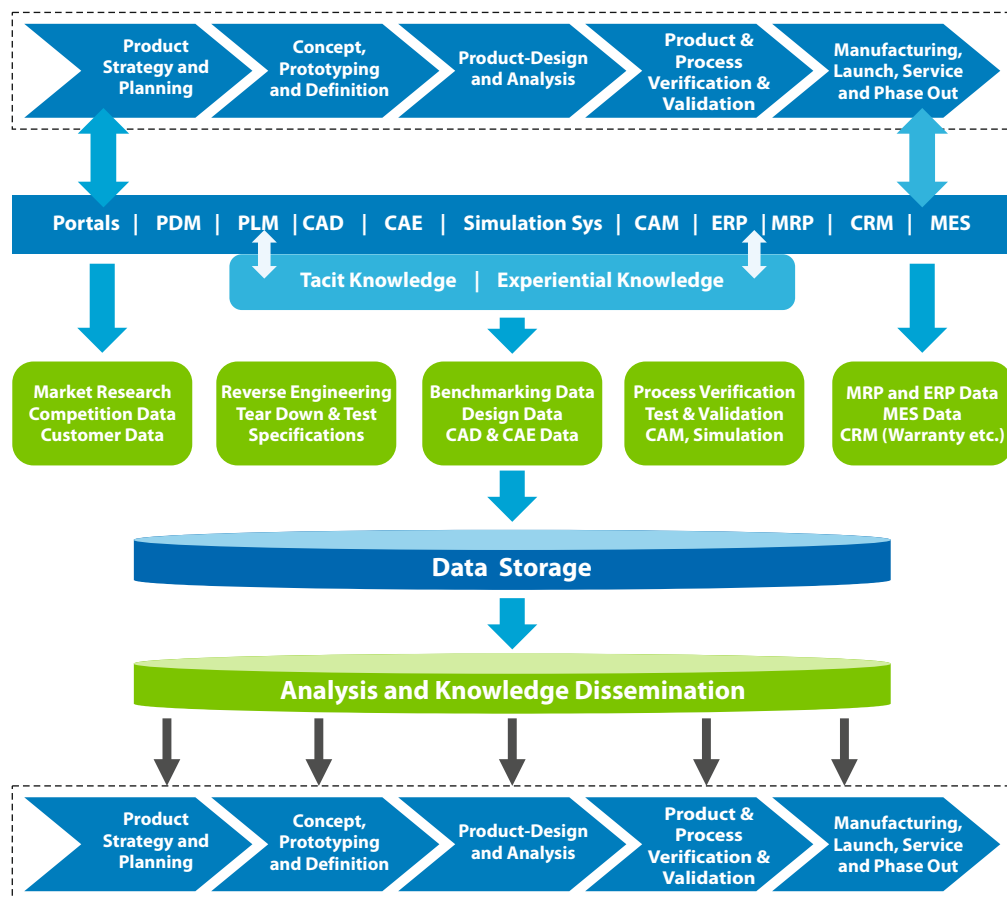 Product
Strategy and
Planning
Concept,
Prototyping
and Definition
Product-Design
and Analysis
Product &
Process
Verification &
Validation
Manufacturing,
Launch, Service
and Phase Out
Portals | PDM | PLM | CAD | CAE | Simulation Sys | CAM | ERP | MRP | CRM | MES
Tacit Knowledge | Experiential Knowledge
Market Research
Competition Data
Customer Data
Reverse Engineering
Tear Down & Test
Specifications
Benchmarking Data
Design Data
CAD & CAE Data
Process Verification
Test & Validation
CAM, Simulation
MRP and ERP Data
MES Data
CRM (Warranty etc.)
Data Storage
Analysis and Knowledge Dissemination
Product
Strategy and
Planning
Concept,
Prototyping
and Definition
Product-Design
and Analysis
Product &
Process
Verification &
Validation
Manufacturing,
Launch, Service
and Phase Out